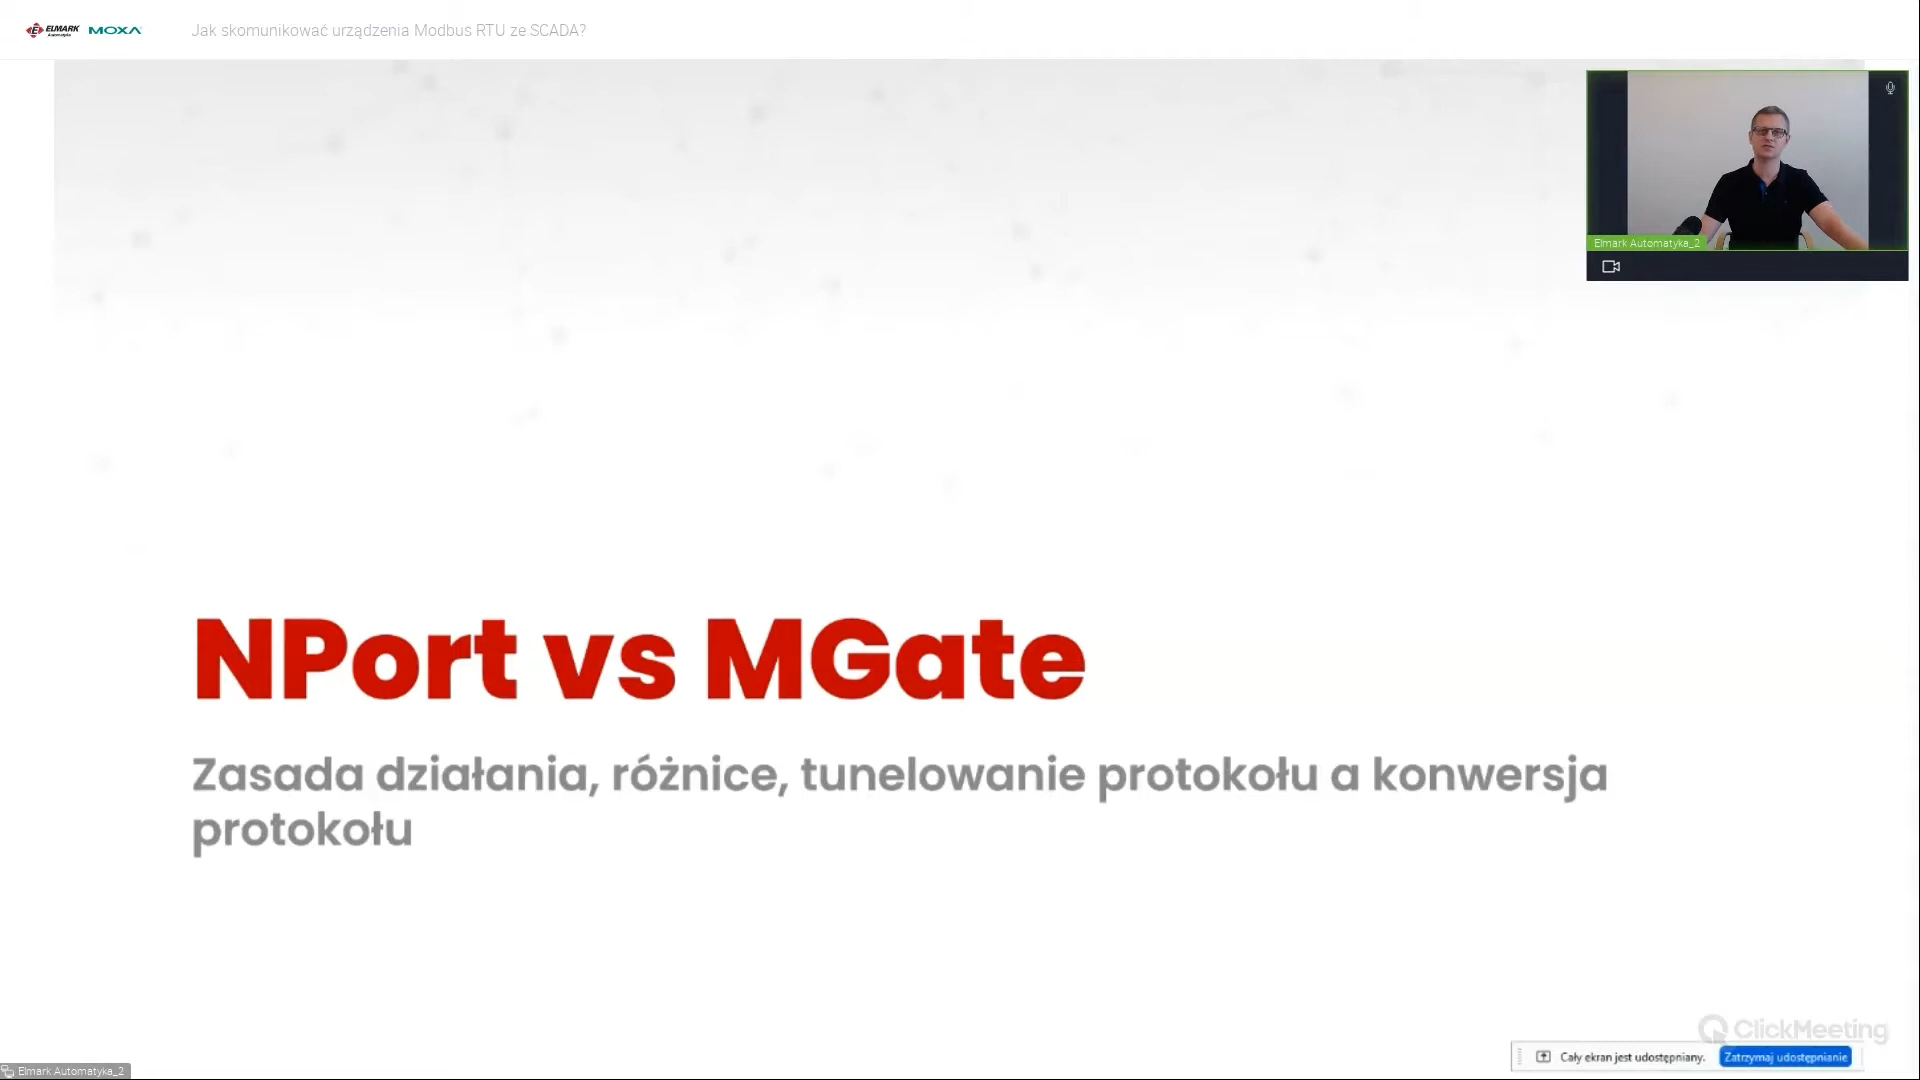 ELMARK
Automatyka
MOXA
Jak skomunikować urządzenia Modbus RTU ze SCADA?
Elmark Automatyka_2
NPort vs MGate
Zasada działania, różnice, tunelowanie protokołu a konwersja
protokołu
ClickMeeting
Cały ekran jest udostępniany.
Zatrzymaj udostępnianie
Elmark Automatyka_2